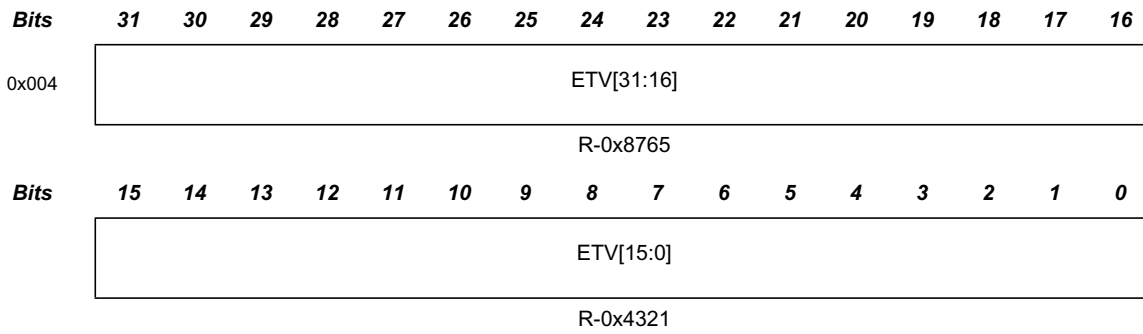 Bits 31 30 29 28 27 26 25 24 23 22 21 20 19 18 17 16
0x004 ETV[31:16]
R-0x8765
Bits 15 14 13 12 11 10 9 8 7 6 5 4 3 2 1 0
ETV[15:0]
R-0x4321